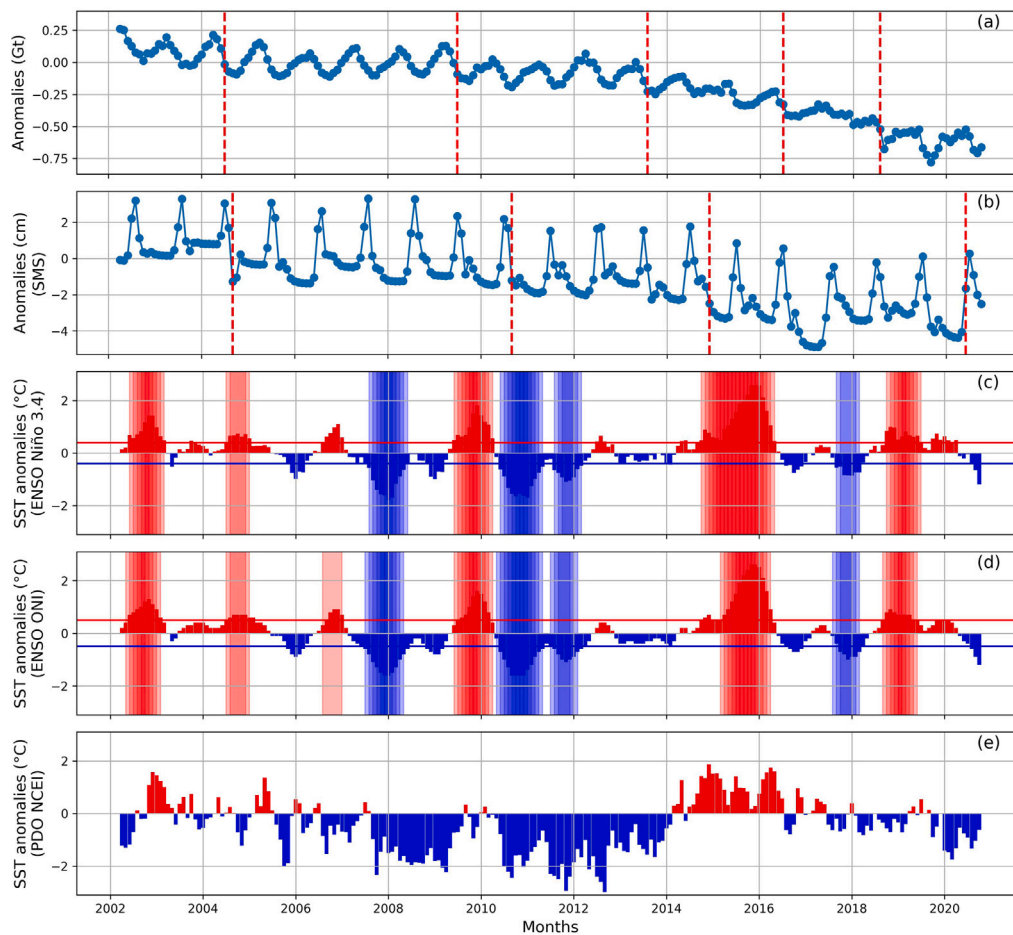 (a)
Anomalies (Gt)
0.25
0.00
−0.25
−0.50
−0.75
(b)
Anomalies (cm)
(SMS)
2
0
−2
−4
(c)
SST anomalies (°C)
(ENSO Niño 3.4)
2
0
−2
(d)
SST anomalies (°C)
(ENSO ONI)
2
0
−2
(e)
SST anomalies (°C)
(PDO NCEI)
2
0
−2
2002 2004 2006 2008 2010 2012 2014 2016 2018 2020
Months